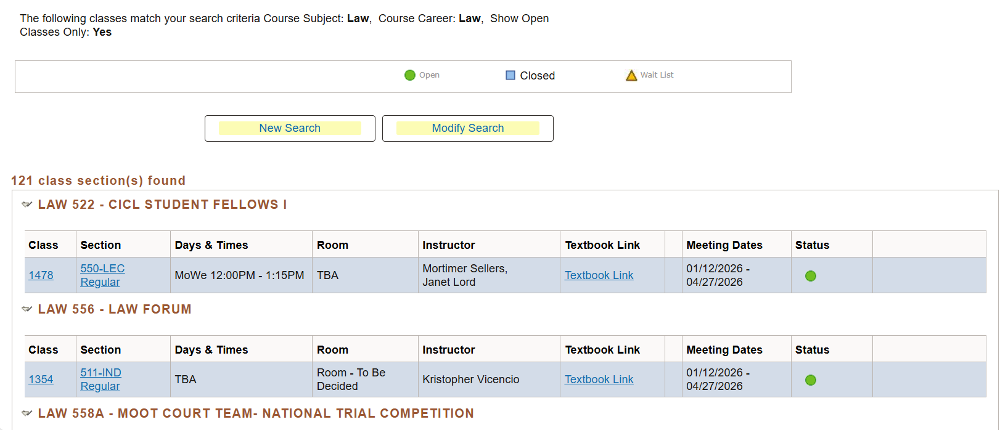 The following classes match your search criteria Course Subject: Law,  Course Career: Law,  Show Open
Classes Only: Yes
Open Closed Wait List
New Search Modify Search
121 class section(s) found
LAW 522 - CICL STUDENT FELLOWS I
Class Section Days & Times Room Instructor Textbook Link Meeting Dates Status
1478 550-LEC Regular MoWe 12:00PM - 1:15PM TBA Mortimer Sellers, Janet Lord Textbook Link 01/12/2026 - 04/27/2026
LAW 556 - LAW FORUM
Class Section Days & Times Room Instructor Textbook Link Meeting Dates Status
1354 511-IND Regular TBA Room - To Be Decided Kristopher Vicencio Textbook Link 01/12/2026 - 04/27/2026
LAW 558A - MOOT COURT TEAM- NATIONAL TRIAL COMPETITION